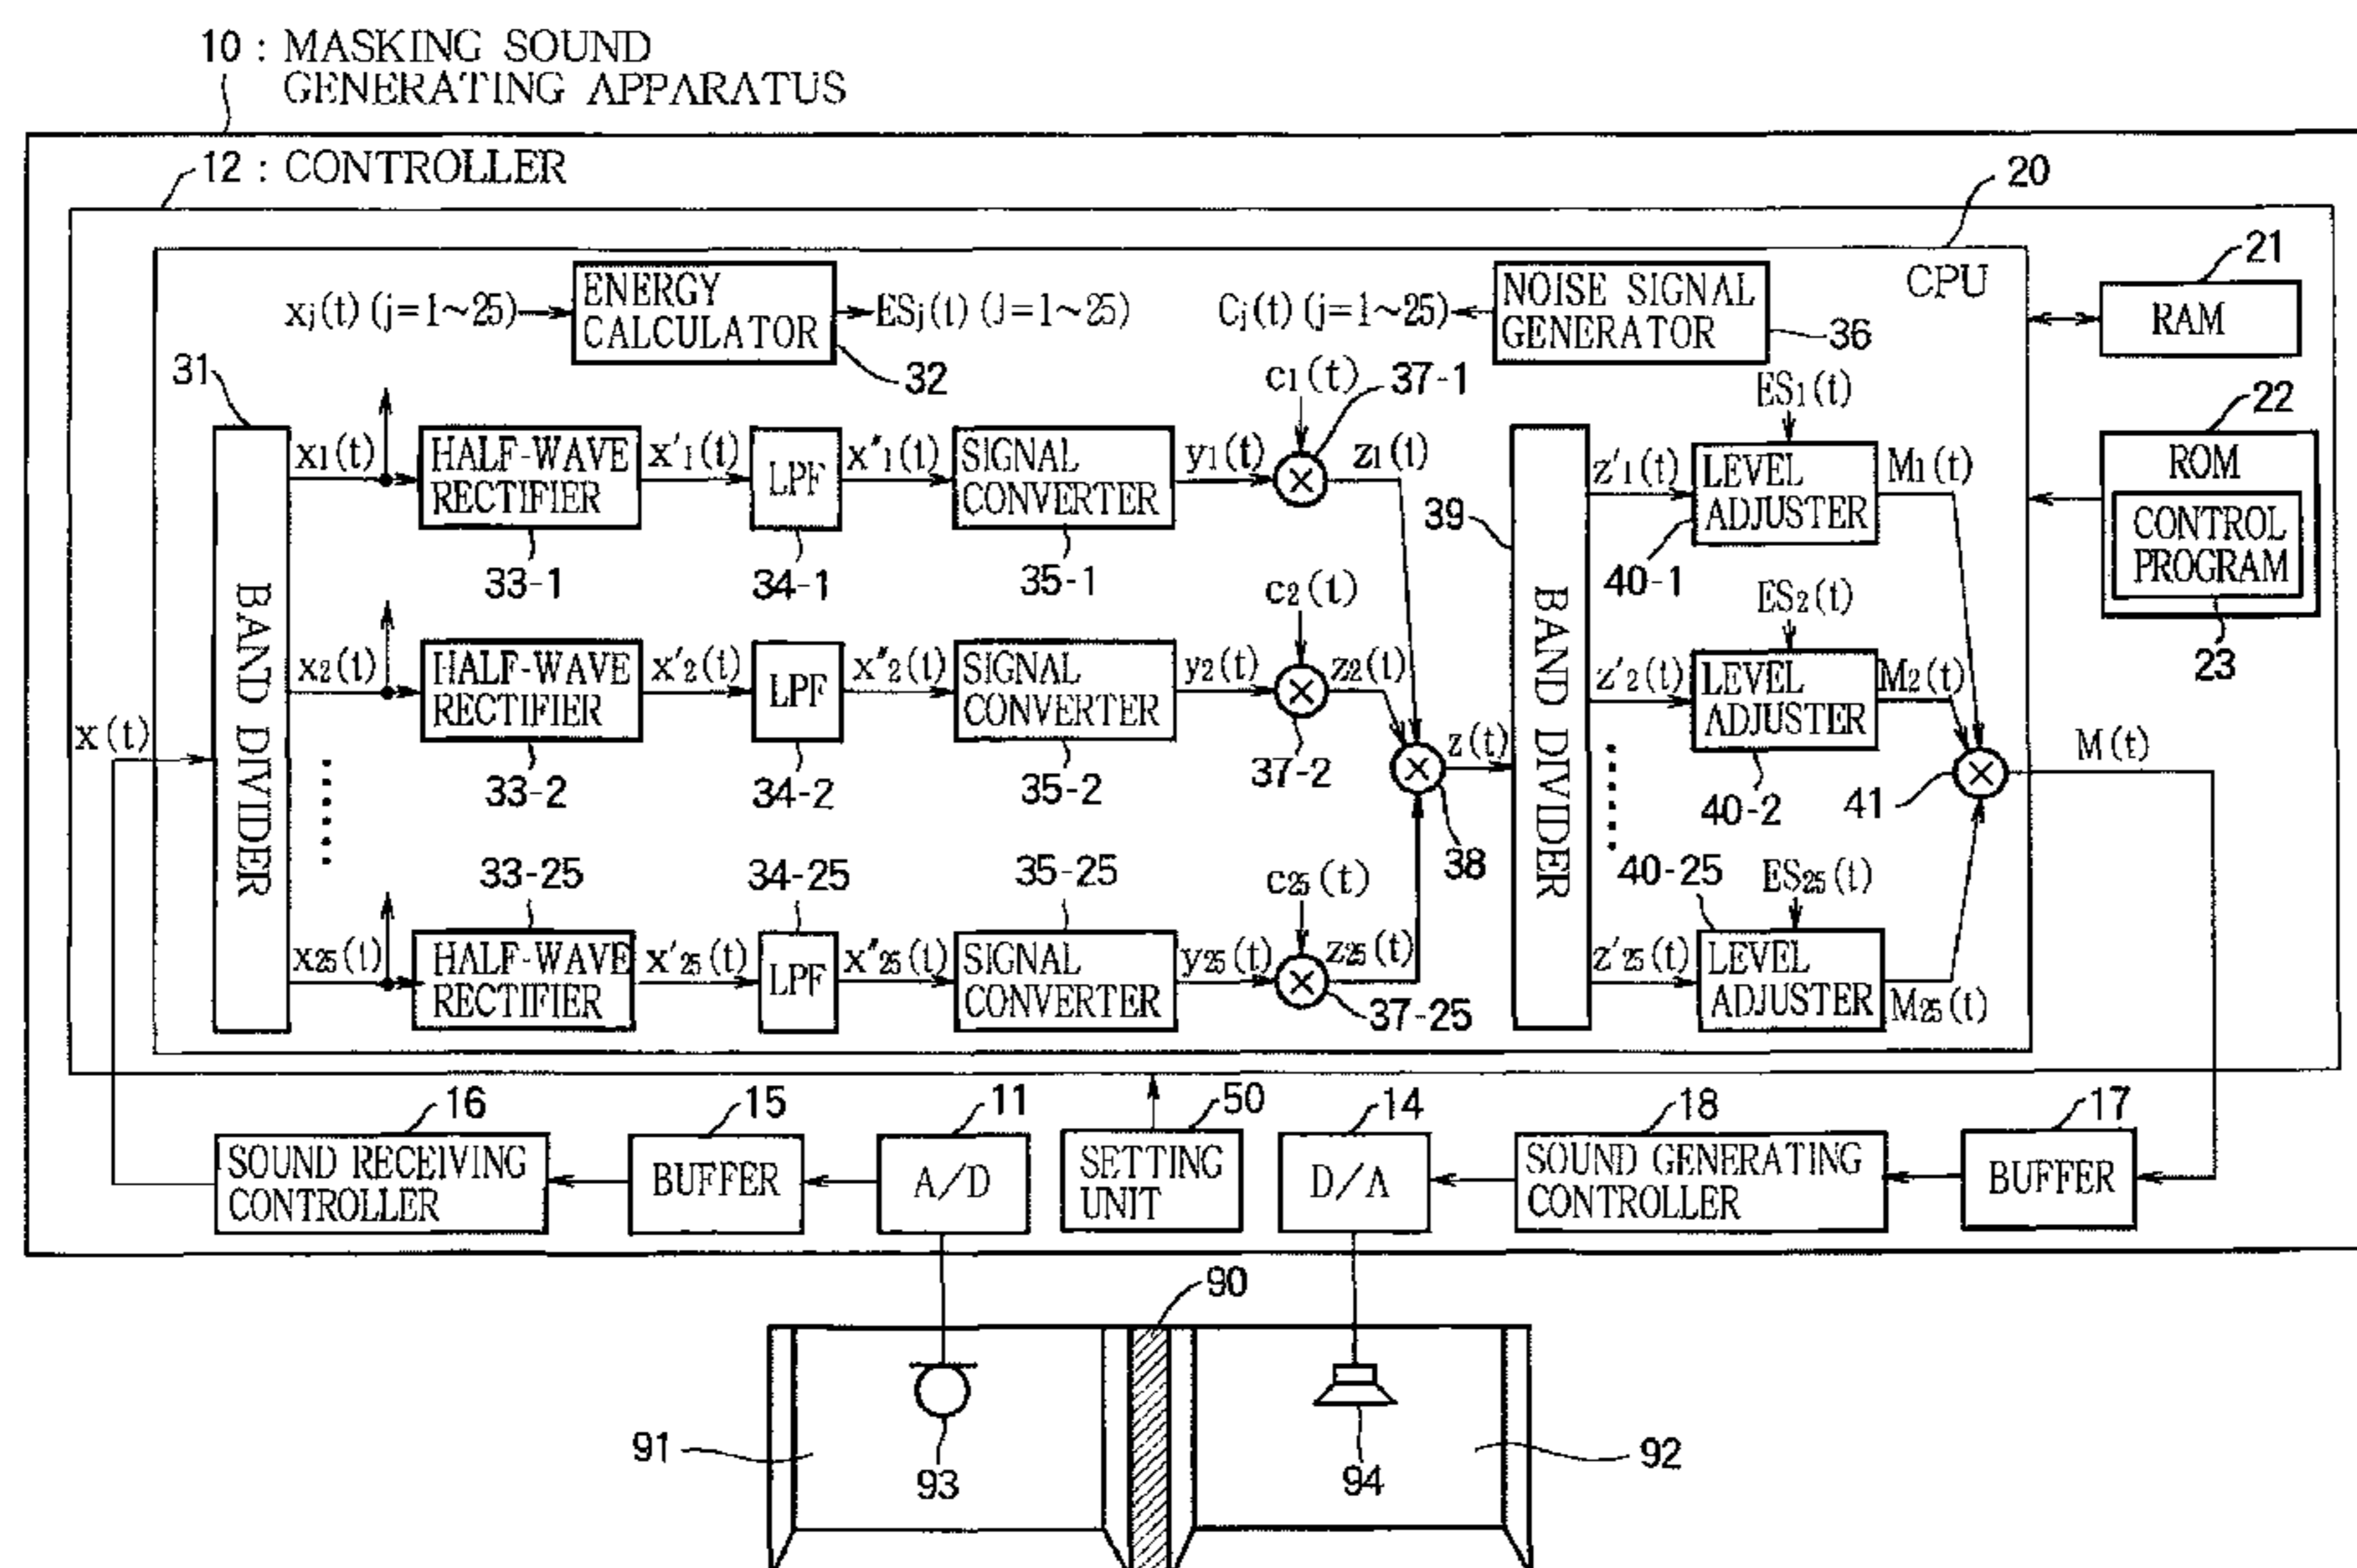 10 : MASKING SOUND
GENERATING APPARATUS
12 : CONTROLLER
20
CPU
21
RAM
22
ROM
CONTROL
PROGRAM
23
xj(t) (j=1~25)
ENERGY
CALCULATOR
32
ESj(t) (J=1~25)
Cj(t) (j=1~25)
NOISE SIGNAL
GENERATOR
36
31
BAND DIVIDER
x(t)
x1(t)
HALF-WAVE
RECTIFIER
33-1
x'1(t)
LPF
34-1
x"1(t)
SIGNAL
CONVERTER
35-1
y1(t)
c1(t)
37-1
z1(t)
x2(t)
HALF-WAVE
RECTIFIER
33-2
x'2(t)
LPF
34-2
x"2(t)
SIGNAL
CONVERTER
35-2
y2(t)
c2(t)
37-2
z2(t)
x25(t)
HALF-WAVE
RECTIFIER
33-25
x'25(t)
LPF
34-25
x"25(t)
SIGNAL
CONVERTER
35-25
y25(t)
c25(t)
37-25
z25(t)
38
z(t)
39
BAND DIVIDER
z'1(t)
ES1(t)
LEVEL
ADJUSTER
40-1
M1(t)
z'2(t)
ES2(t)
LEVEL
ADJUSTER
40-2
M2(t)
z'25(t)
ES25(t)
LEVEL
ADJUSTER
40-25
M25(t)
41
M(t)
16
SOUND RECEIVING
CONTROLLER
15
BUFFER
11
A/D
50
SETTING
UNIT
14
D/A
18
SOUND GENERATING
CONTROLLER
17
BUFFER
90
91
93
94
92